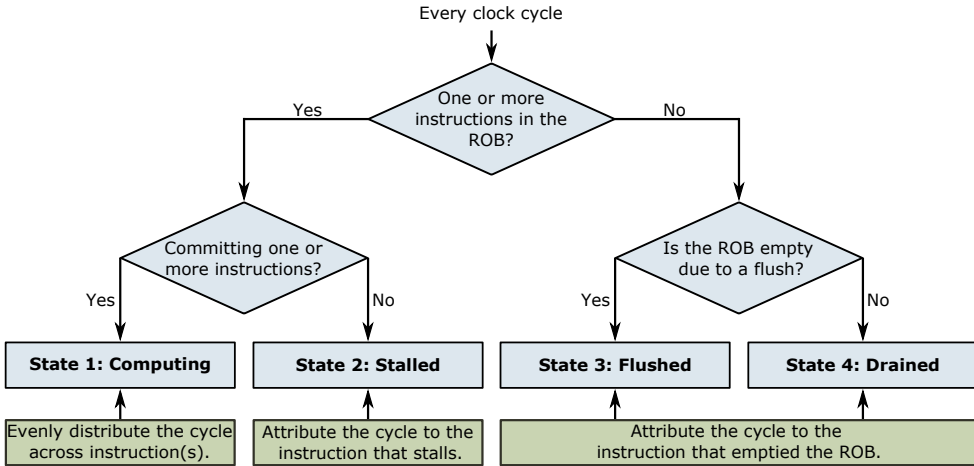 Every clock cycle
One or more
instructions in the
ROB?
Yes
No
Committing one or
more instructions?
Is the ROB empty
due to a flush?
Yes
No
Yes
No
State 1: Computing
State 2: Stalled
State 3: Flushed
State 4: Drained
Evenly distribute the cycle
across instruction(s).
Attribute the cycle to the
instruction that stalls.
Attribute the cycle to the
instruction that emptied the ROB.